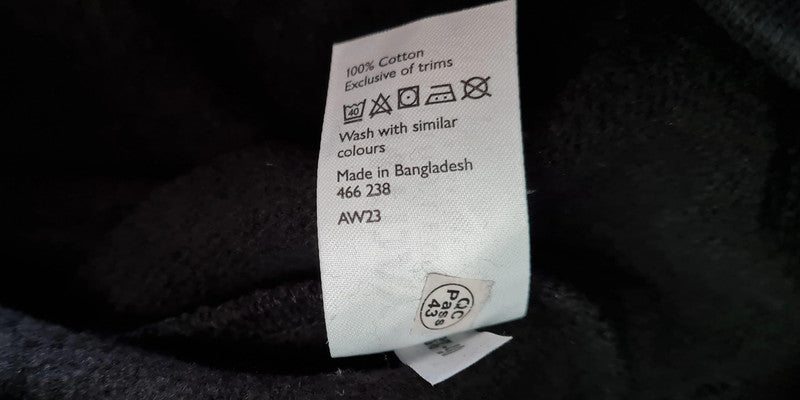 100% Cotton
Exclusive of trims
40
Wash with similar
colours
Made in Bangladesh
466 238
AW23
QC
Pass
43